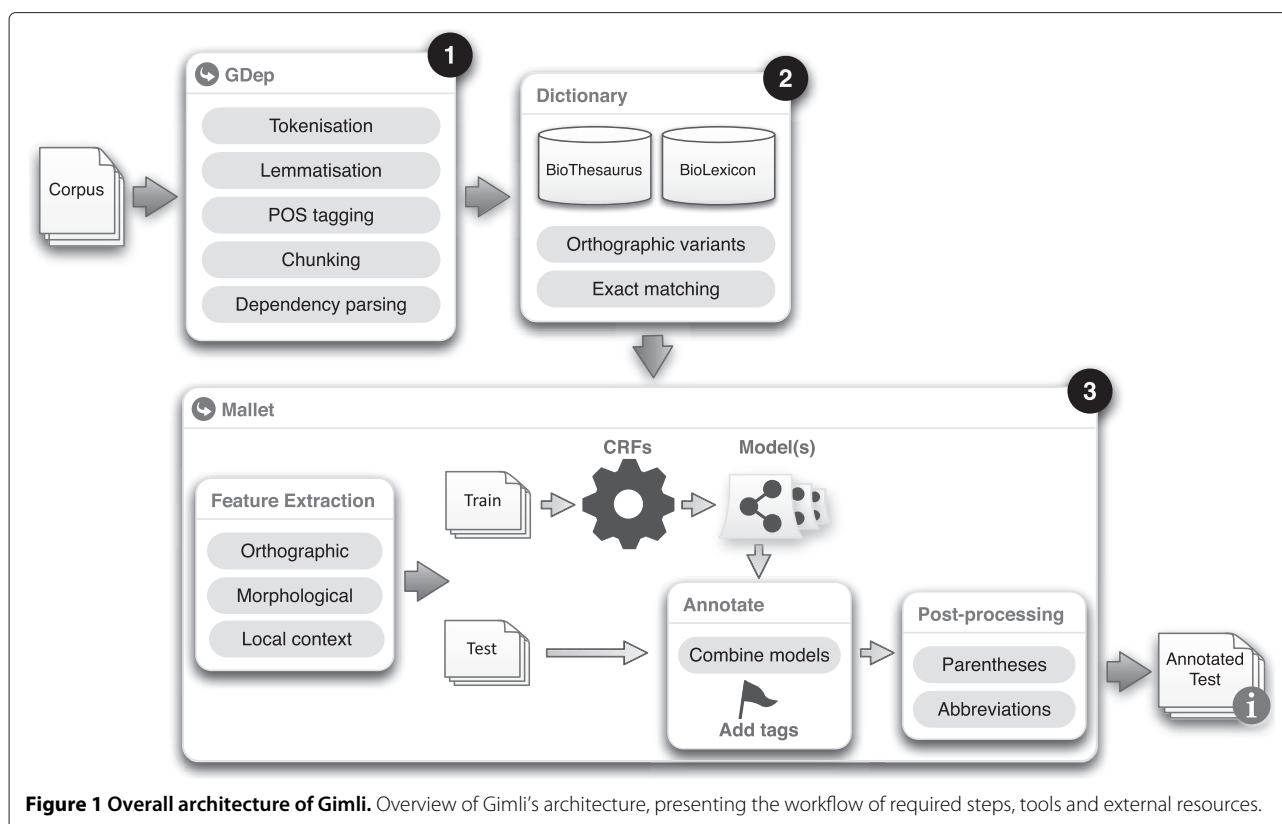 1
GDep
Tokenisation
Lemmatisation
POS tagging
Chunking
Dependency parsing
Corpus
2
Dictionary
BioThesaurus
BioLexicon
Orthographic variants
Exact matching
3
Mallet
Feature Extraction
Orthographic
Morphological
Local context
CRFs
Model(s)
Train
Test
Annotate
Combine models
Add tags
Post-processing
Parentheses
Abbreviations
Annotated
Test
i
Figure 1 Overall architecture of Gimli. Overview of Gimli's architecture, presenting the workflow of required steps, tools and external resources.